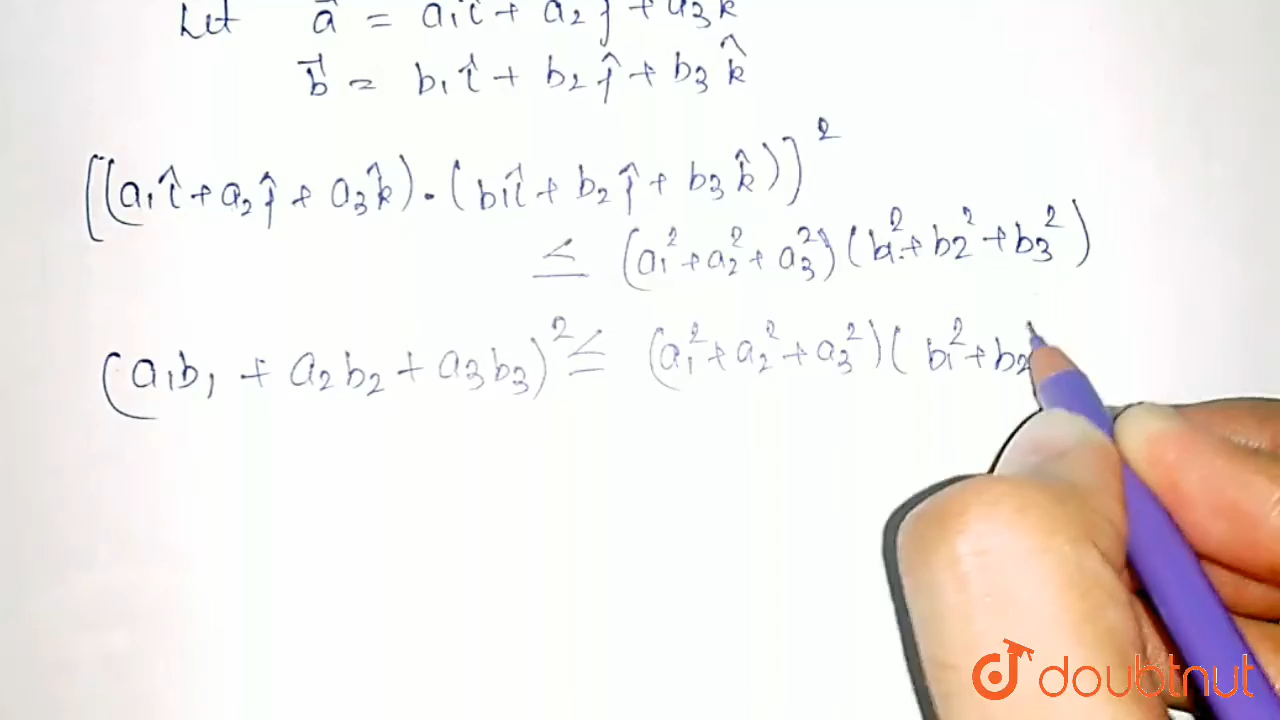 Let a⃗ = a₁î + a₂ĵ + a₃k̂
b⃗ = b₁î + b₂ĵ + b₃k̂
[(a₁î + a₂ĵ + a₃k̂) · (b₁î + b₂ĵ + b₃k̂)]²
≤ (a₁² + a₂² + a₃²)(b₁² + b₂² + b₃²)
(a₁b₁ + a₂b₂ + a₃b₃)² ≤ (a₁² + a₂² + a₃²)(b₁² + b₂
doubtnut